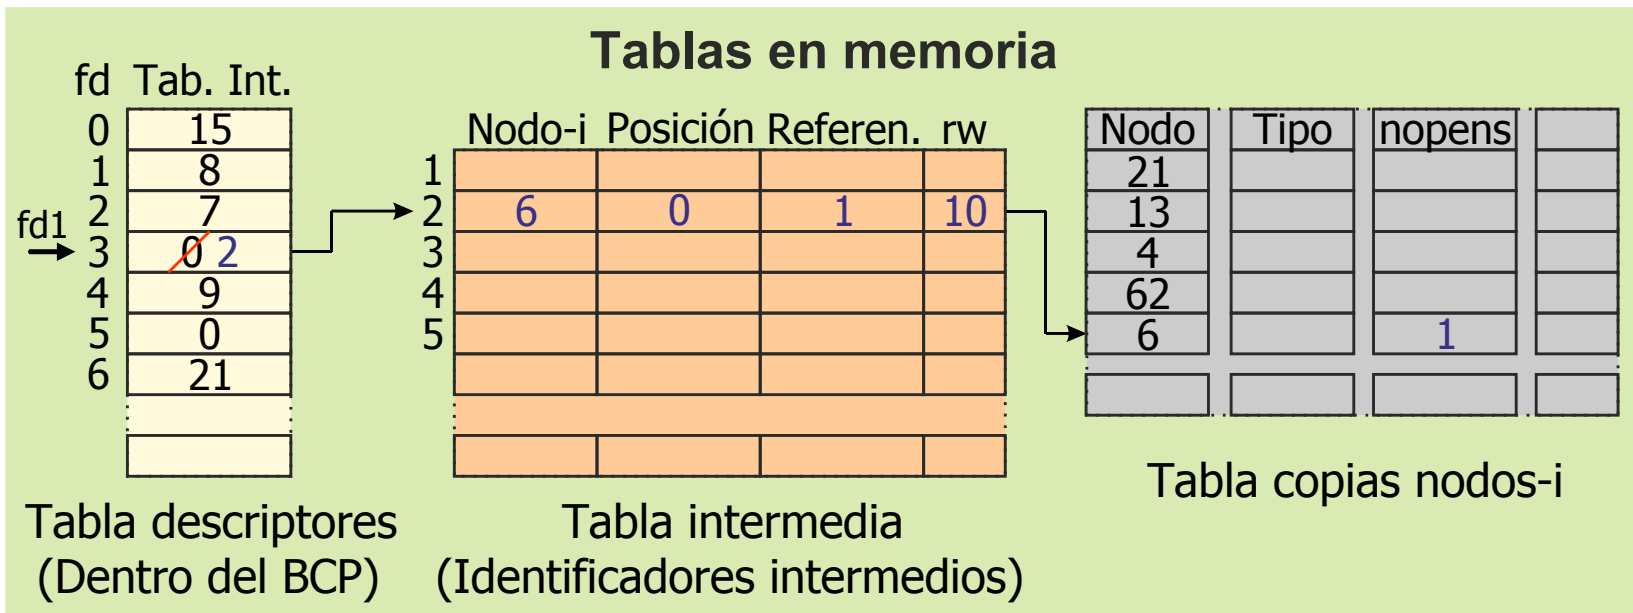 Tablas en memoria
fd Tab. Int.
0 15
1 8
2 7
fd1
3 0 2
4 9
5 0
6 21
Tabla descriptores
(Dentro del BCP)
Nodo-i Posición Referen. rw
1
2 6 0 1 10
3
4
5
Tabla intermedia
(Identificadores intermedios)
Nodo Tipo nopens
21
13
4
62
6 1
Tabla copias nodos-i